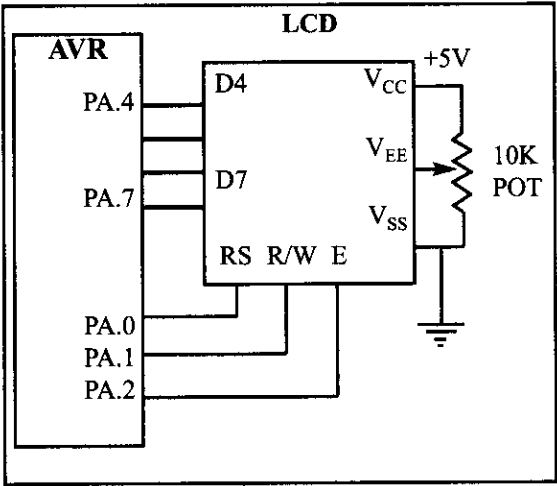 LCD
AVR
+5V
PA.4
D4
V_CC
V_EE
10K
POT
D7
PA.7
V_SS
RS R/W E
PA.0
PA.1
PA.2